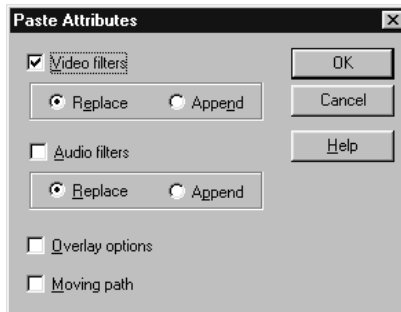 Paste Attributes
Video filters
OK
Replace Append
Cancel
Audio filters
Help
Replace Append
Overlay options
Moving path